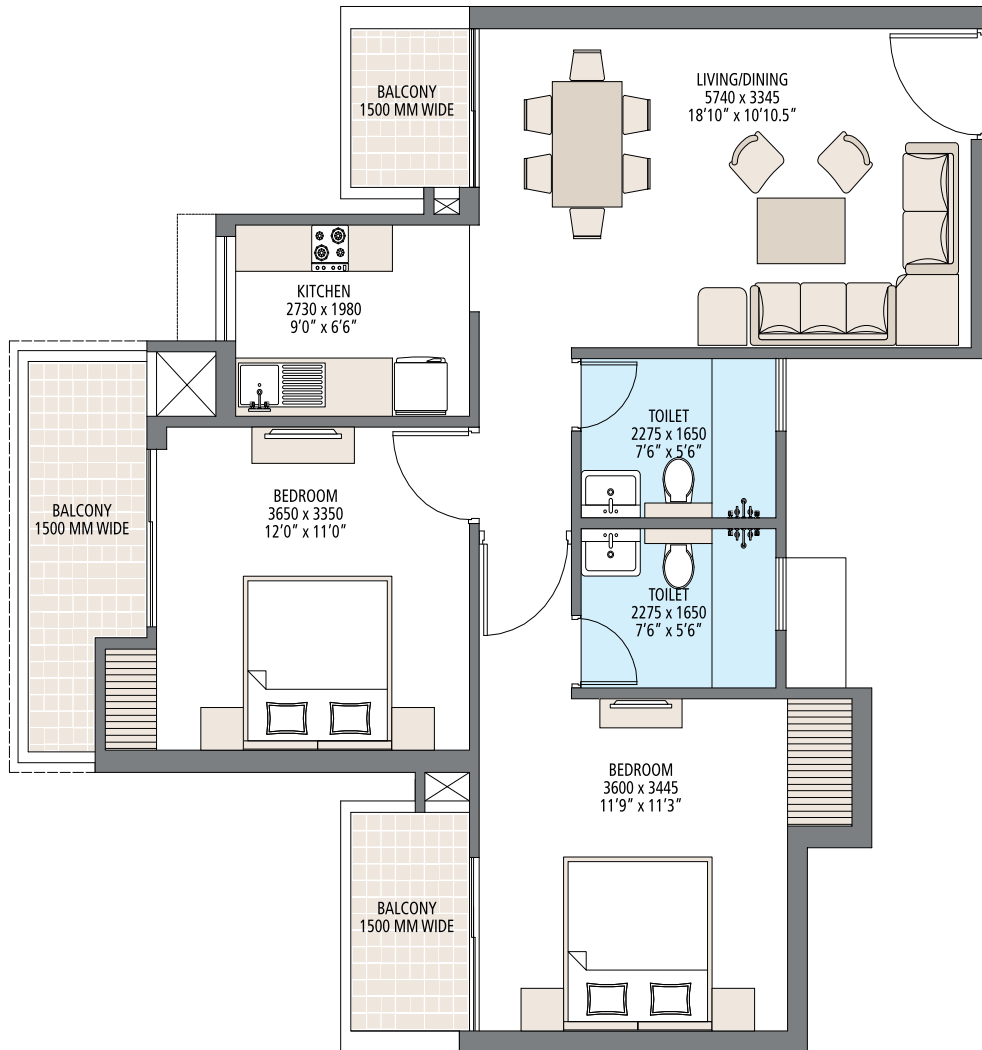 BALCONY
1500 MM WIDE
LIVING/DINING
5740 x 3345
18'10" x 10'10.5"
KITCHEN
2730 x 1980
9'0" x 6'6"
TOILET
2275 x 1650
7'6" x 5'6"
BALCONY
1500 MM WIDE
BEDROOM
3650 x 3350
12'0" x 11'0"
TOILET
2275 x 1650
7'6" x 5'6"
BEDROOM
3600 x 3445
11'9" x 11'3"
BALCONY
1500 MM WIDE